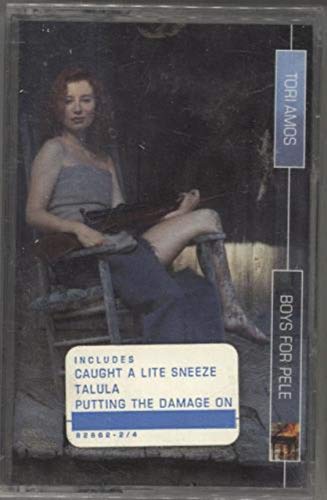 TORI AMOS
BOYS FOR PELE
INCLUDES
CAUGHT A LITE SNEEZE
TALULA
PUTTING THE DAMAGE ON
82862-2/4